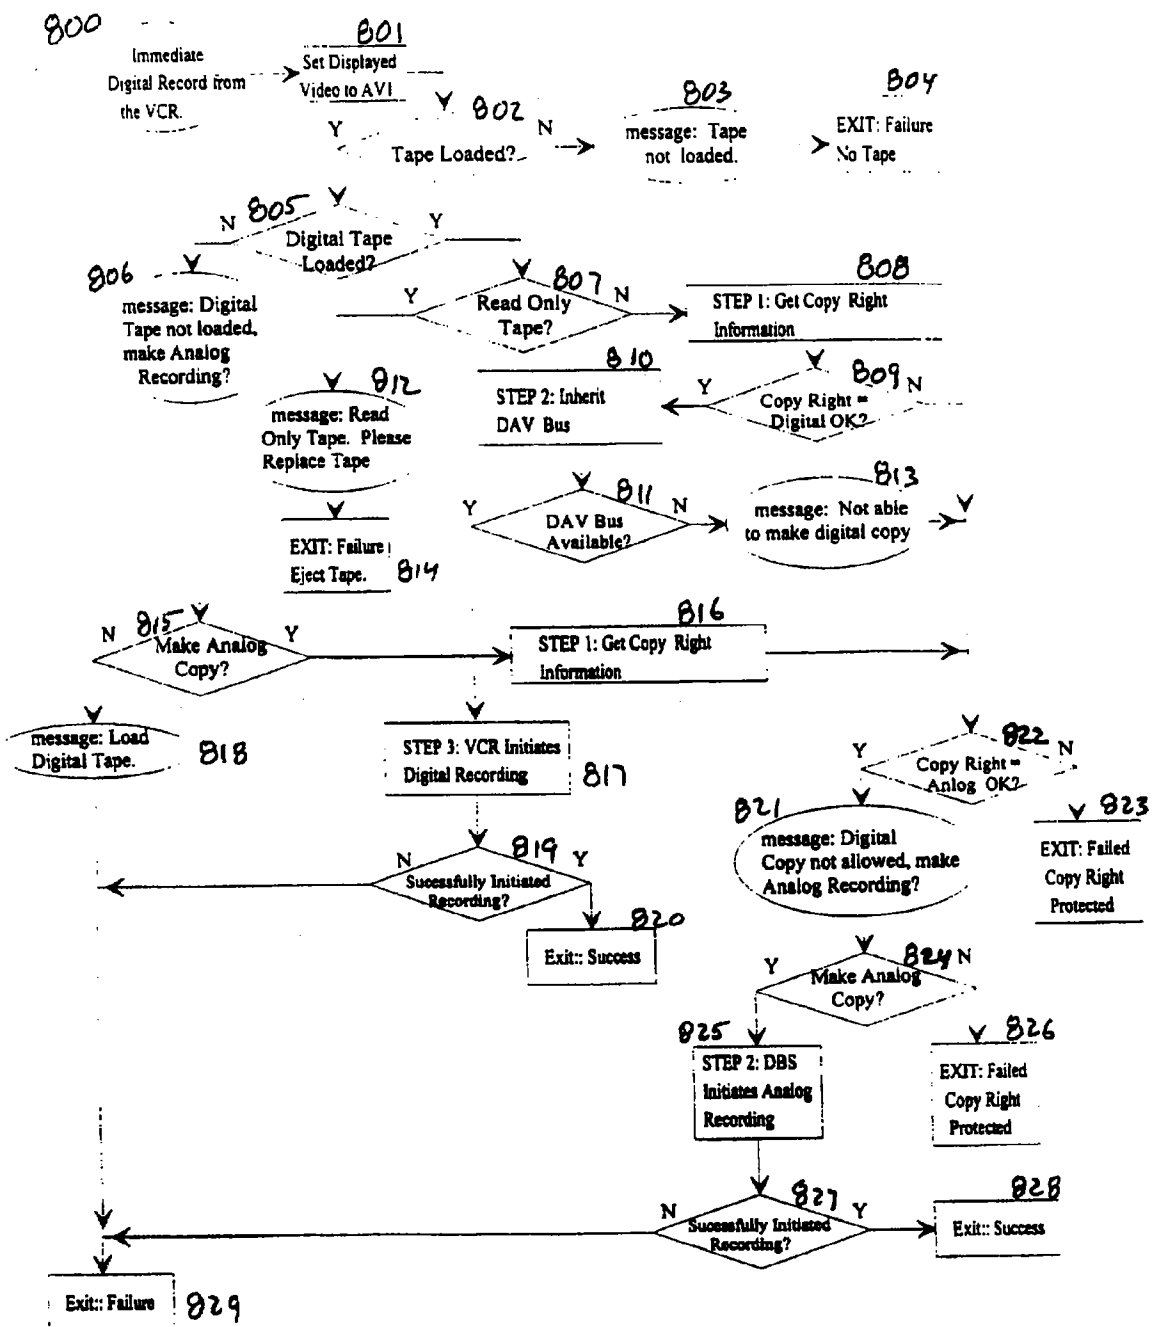 800
Immediate
Digital Record from
the VCR.
801
Set Displayed
Video to AV1
802
Y
N
Tape Loaded?
803
message: Tape
not loaded.
804
EXIT: Failure
No Tape
805
N
Y
Digital Tape
Loaded?
806
message: Digital
Tape not loaded,
make Analog
Recording?
807
Y
N
Read Only
Tape?
808
STEP 1: Get Copy Right
Information
809
Y
N
Copy Right =
Digital OK?
810
STEP 2: Inherit
DAV Bus
812
message: Read
Only Tape. Please
Replace Tape
811
Y
N
DAV Bus
Available?
813
message: Not able
to make digital copy
EXIT: Failure
Eject Tape.
814
815
N
Y
Make Analog
Copy?
816
STEP 1: Get Copy Right
Information
message: Load
Digital Tape.
818
STEP 3: VCR Initiates
Digital Recording
817
822
Y
N
Copy Right =
Anlog OK?
821
message: Digital
Copy not allowed, make
Analog Recording?
823
EXIT: Failed
Copy Right
Protected
819
N
Y
Sucessfully Initiated
Recording?
820
Exit:: Success
824
Y
N
Make Analog
Copy?
825
STEP 2: DBS
Initiates Analog
Recording
826
EXIT: Failed
Copy Right
Protected
827
N
Y
Sucessfully Initiated
Recording?
828
Exit:: Success
Exit:: Failure
829